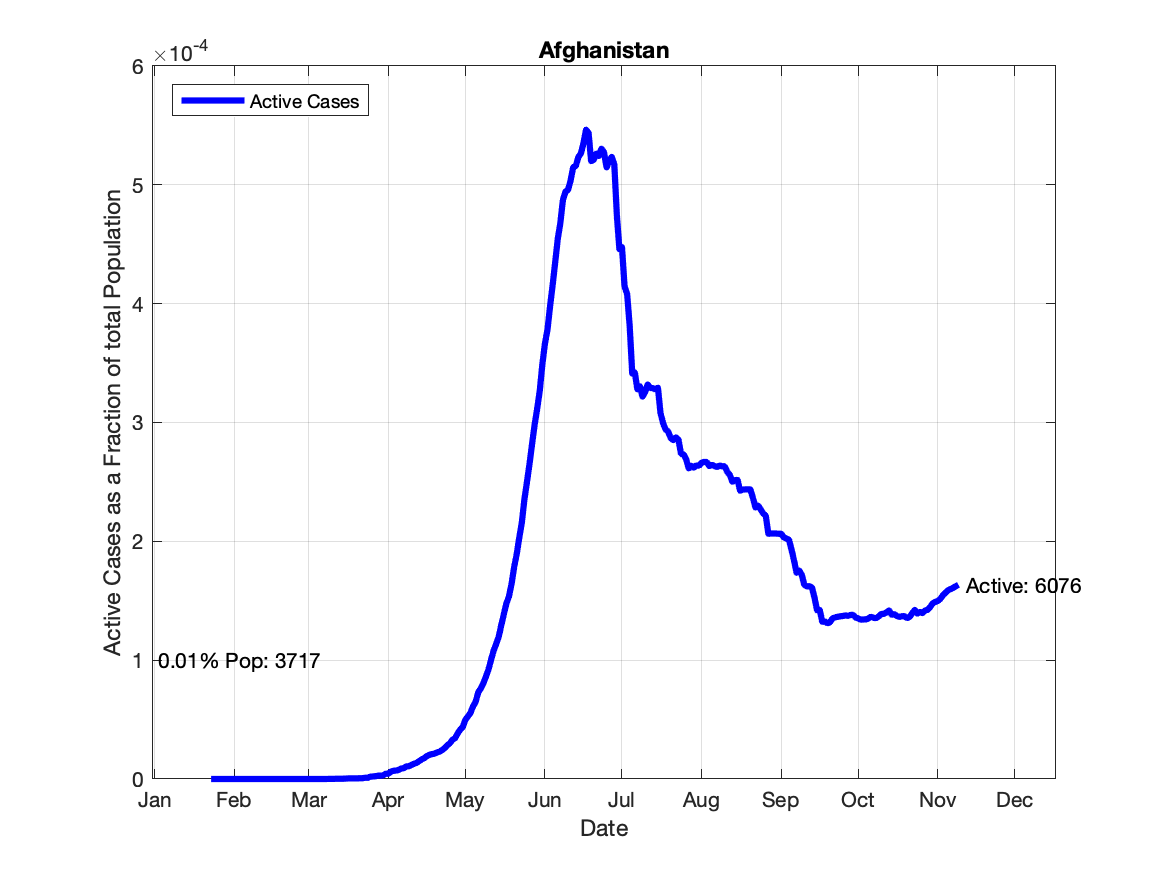 Afghanistan
×10-4
Active Cases
6
5
4
3
2
1
0
Active Cases as a Fraction of total Population
0.01% Pop: 3717
Active: 6076
Jan Feb Mar Apr May Jun Jul Aug Sep Oct Nov Dec
Date